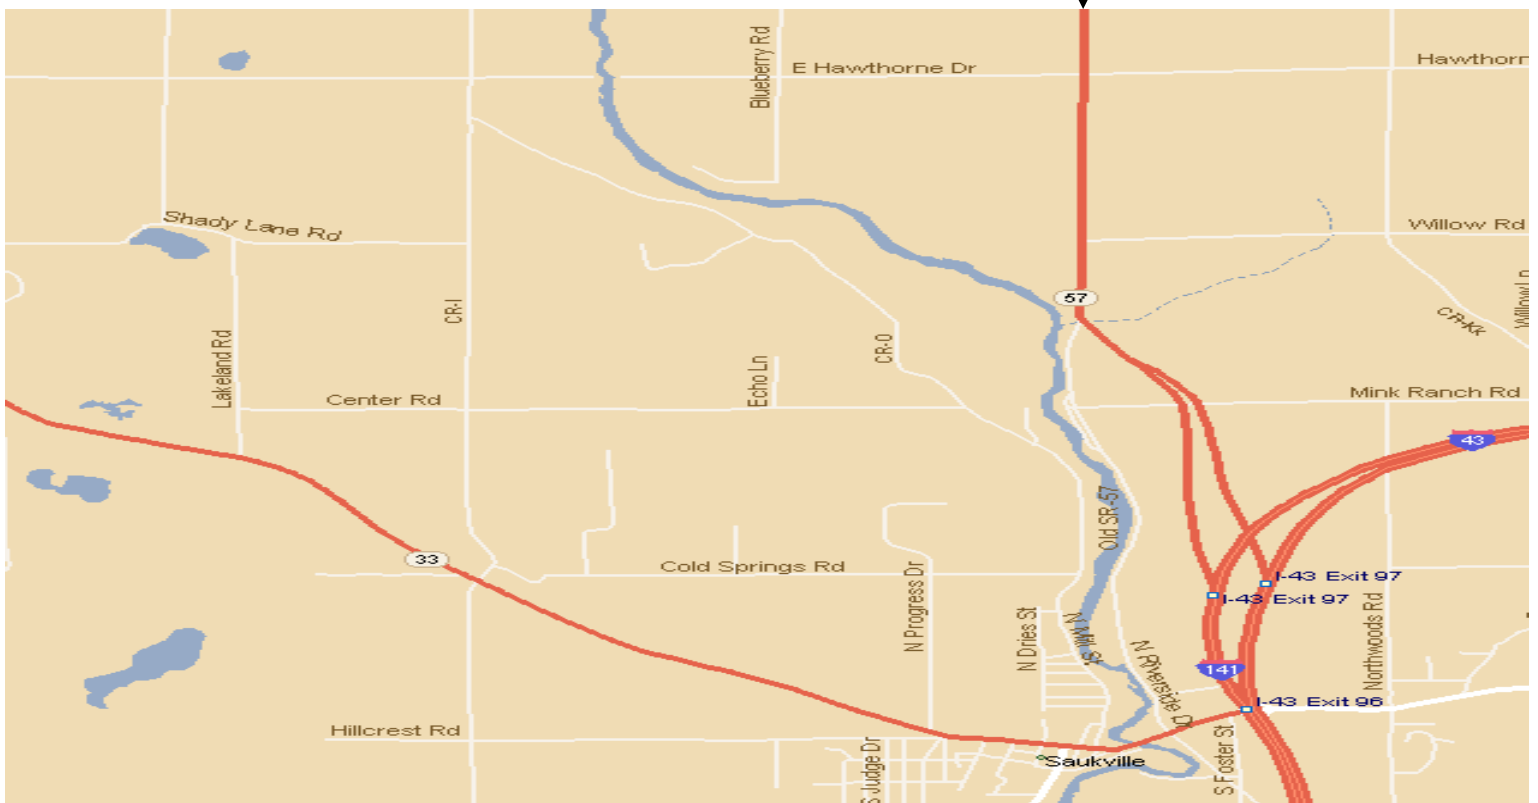 Blueberry Rd
E Hawthorne Dr
Hawthorn
Shady Lane Rd
Willow Rd
57
CR-I
Willow Ln
CR-Kk
Lakeland Rd
CR-O
Echo Ln
Center Rd
Mink Ranch Rd
43
Old SR-57
33
Cold Springs Rd
I-43 Exit 97
I-43 Exit 97
N Progress Dr
N Dries St
N Mill St
N Riverside Dr
Northwoods Rd
141
I-43 Exit 96
Hillcrest Rd
S Judge Dr
Saukville
S Foster St